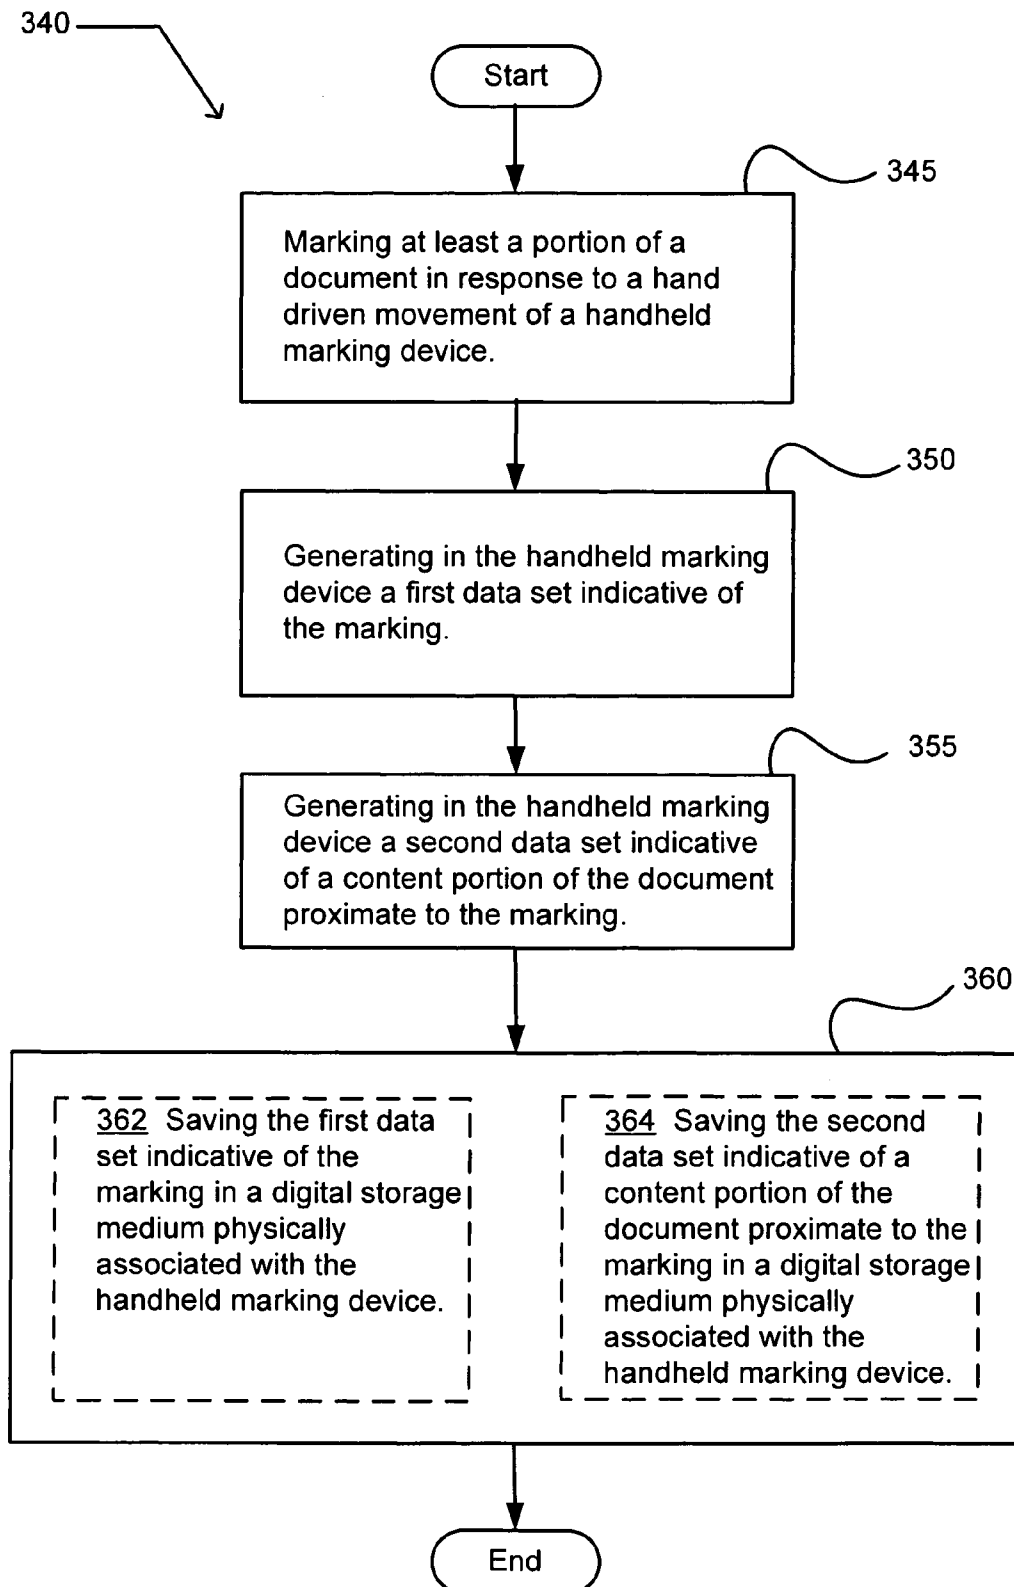 340
Start
345
Marking at least a portion of a
document in response to a hand
driven movement of a handheld
marking device.
350
Generating in the handheld marking
device a first data set indicative of
the marking.
355
Generating in the handheld marking
device a second data set indicative
of a content portion of the document
proximate to the marking.
360
362 Saving the first data
set indicative of the
marking in a digital storage
medium physically
associated with the
handheld marking device.
364 Saving the second
data set indicative of a
content portion of the
document proximate to the
marking in a digital storage
medium physically
associated with the
handheld marking device.
End